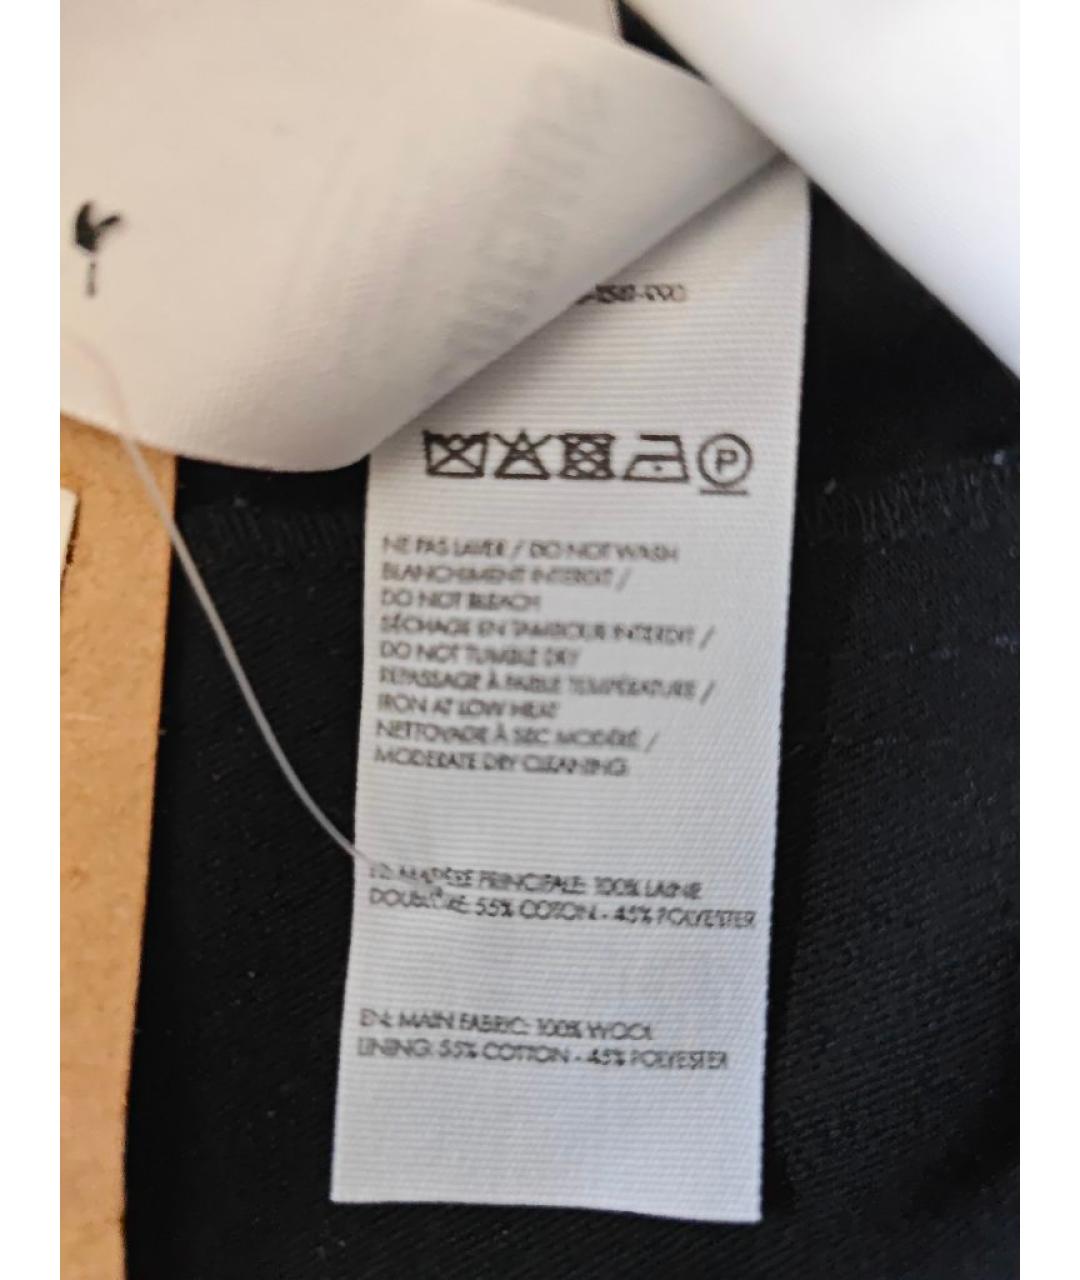 P
NE PAS LAVER / DO NOT WASH
BLANCHIMENT INTERDIT /
DO NOT BLEACH
SÉCHAGE EN TAMBOUR INTERDIT /
DO NOT TUMBLE DRY
REPASSAGE À FAIBLE TEMPÉRATURE /
IRON AT LOW HEAT
NETTOYAGE À SEC MODÉRÉ /
MODERATE DRY CLEANING
MATIÈRE PRINCIPALE: 100% LAINE
DOUBLURE 55% COTON - 45% POLYESTER
EN: MAIN FABRIC: 100% WOOL
LINING: 55% COTTON - 45% POLYESTER